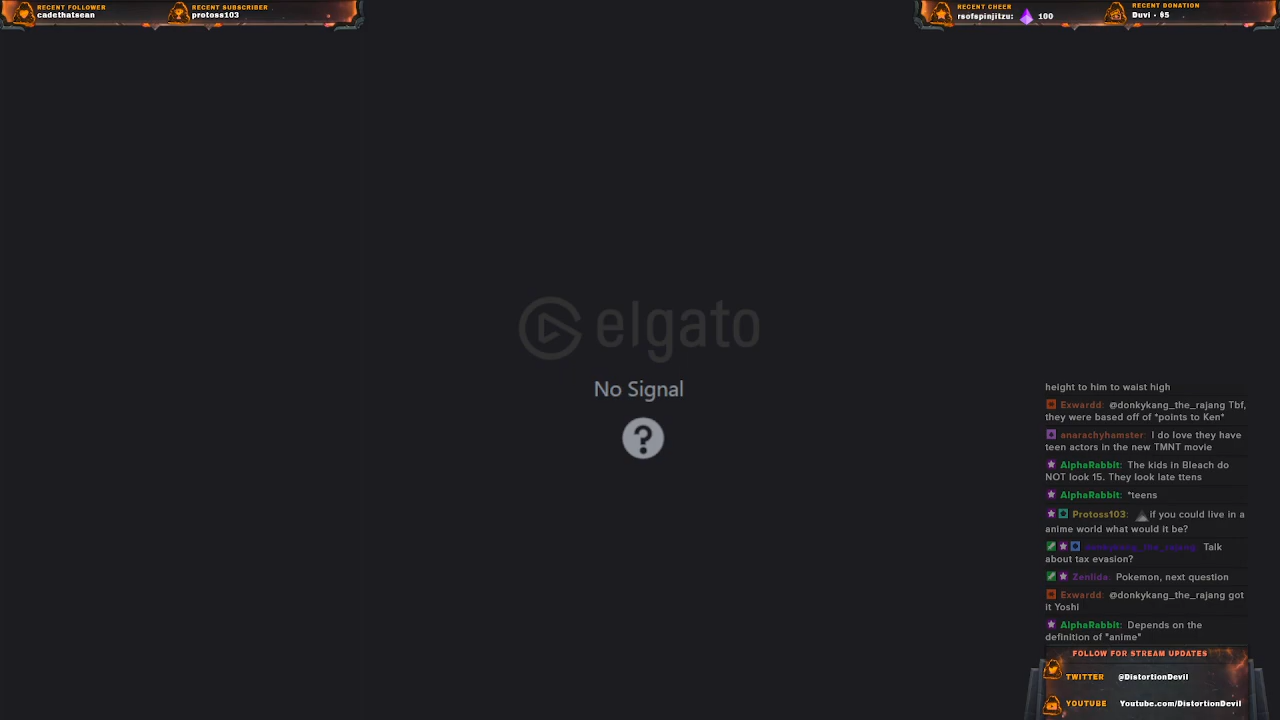 RECENT FOLLOWER
cadethatsean
RECENT SUBSCRIBER
protoss103
RECENT CHEER
rsofspinjitzu: 100
RECENT DONATION
Duvi - $5
elgato
No Signal
?
height to him to waist high
Exwardd: @donkykang_the_rajang Tbf,
they were based off of *points to Ken*
anarachyhamster: I do love they have
teen actors in the new TMNT movie
AlphaRabbit: The kids in Bleach do
NOT look 15. They look late ttens
AlphaRabbit: *teens
Protoss103: if you could live in a
anime world what would it be?
donkykang_the_rajang: Talk
about tax evasion?
Zenlida: Pokemon, next question
Exwardd: @donkykang_the_rajang got
it Yoshi
AlphaRabbit: Depends on the
definition of "anime"
FOLLOW FOR STREAM UPDATES
TWITTER @DistortionDevil
YOUTUBE Youtube.com/DistortionDevil